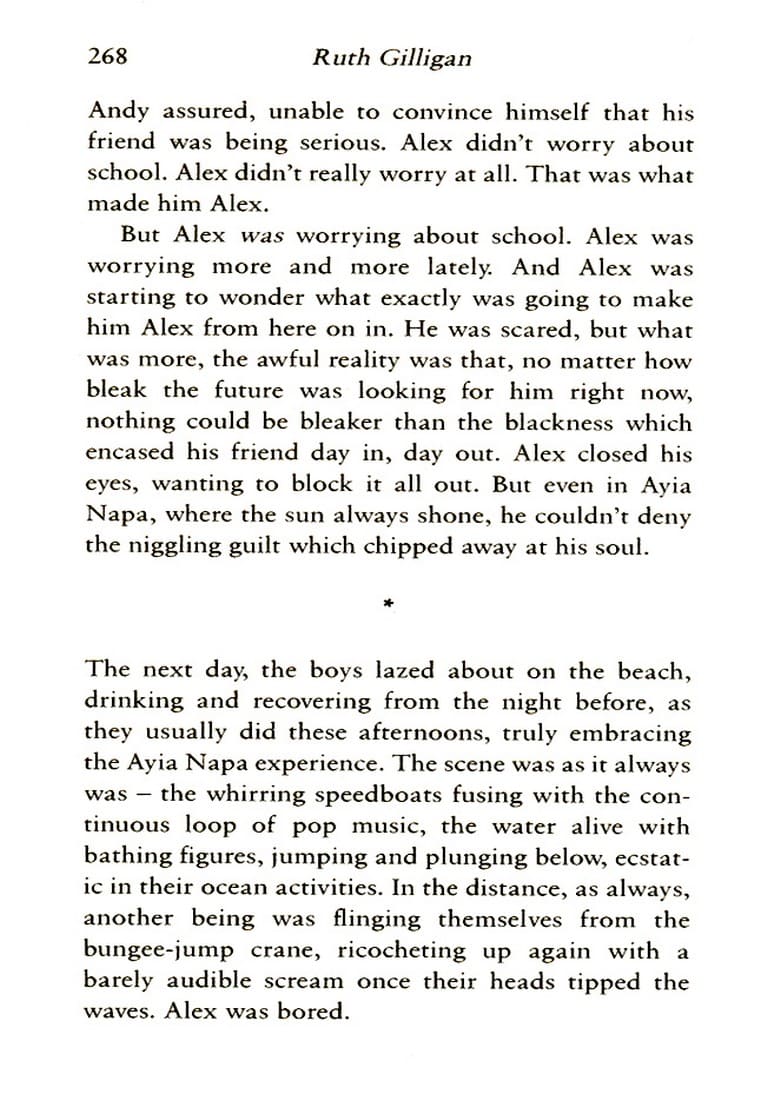 268 Ruth Gilligan
Andy assured, unable to convince himself that his
friend was being serious. Alex didn't worry about
school. Alex didn't really worry at all. That was what
made him Alex.
But Alex was worrying about school. Alex was
worrying more and more lately. And Alex was
starting to wonder what exactly was going to make
him Alex from here on in. He was scared, but what
was more, the awful reality was that, no matter how
bleak the future was looking for him right now,
nothing could be bleaker than the blackness which
encased his friend day in, day out. Alex closed his
eyes, wanting to block it all out. But even in Ayia
Napa, where the sun always shone, he couldn't deny
the niggling guilt which chipped away at his soul.
*
The next day, the boys lazed about on the beach,
drinking and recovering from the night before, as
they usually did these afternoons, truly embracing
the Ayia Napa experience. The scene was as it always
was – the whirring speedboats fusing with the con-
tinuous loop of pop music, the water alive with
bathing figures, jumping and plunging below, ecstat-
ic in their ocean activities. In the distance, as always,
another being was flinging themselves from the
bungee-jump crane, ricocheting up again with a
barely audible scream once their heads tipped the
waves. Alex was bored.